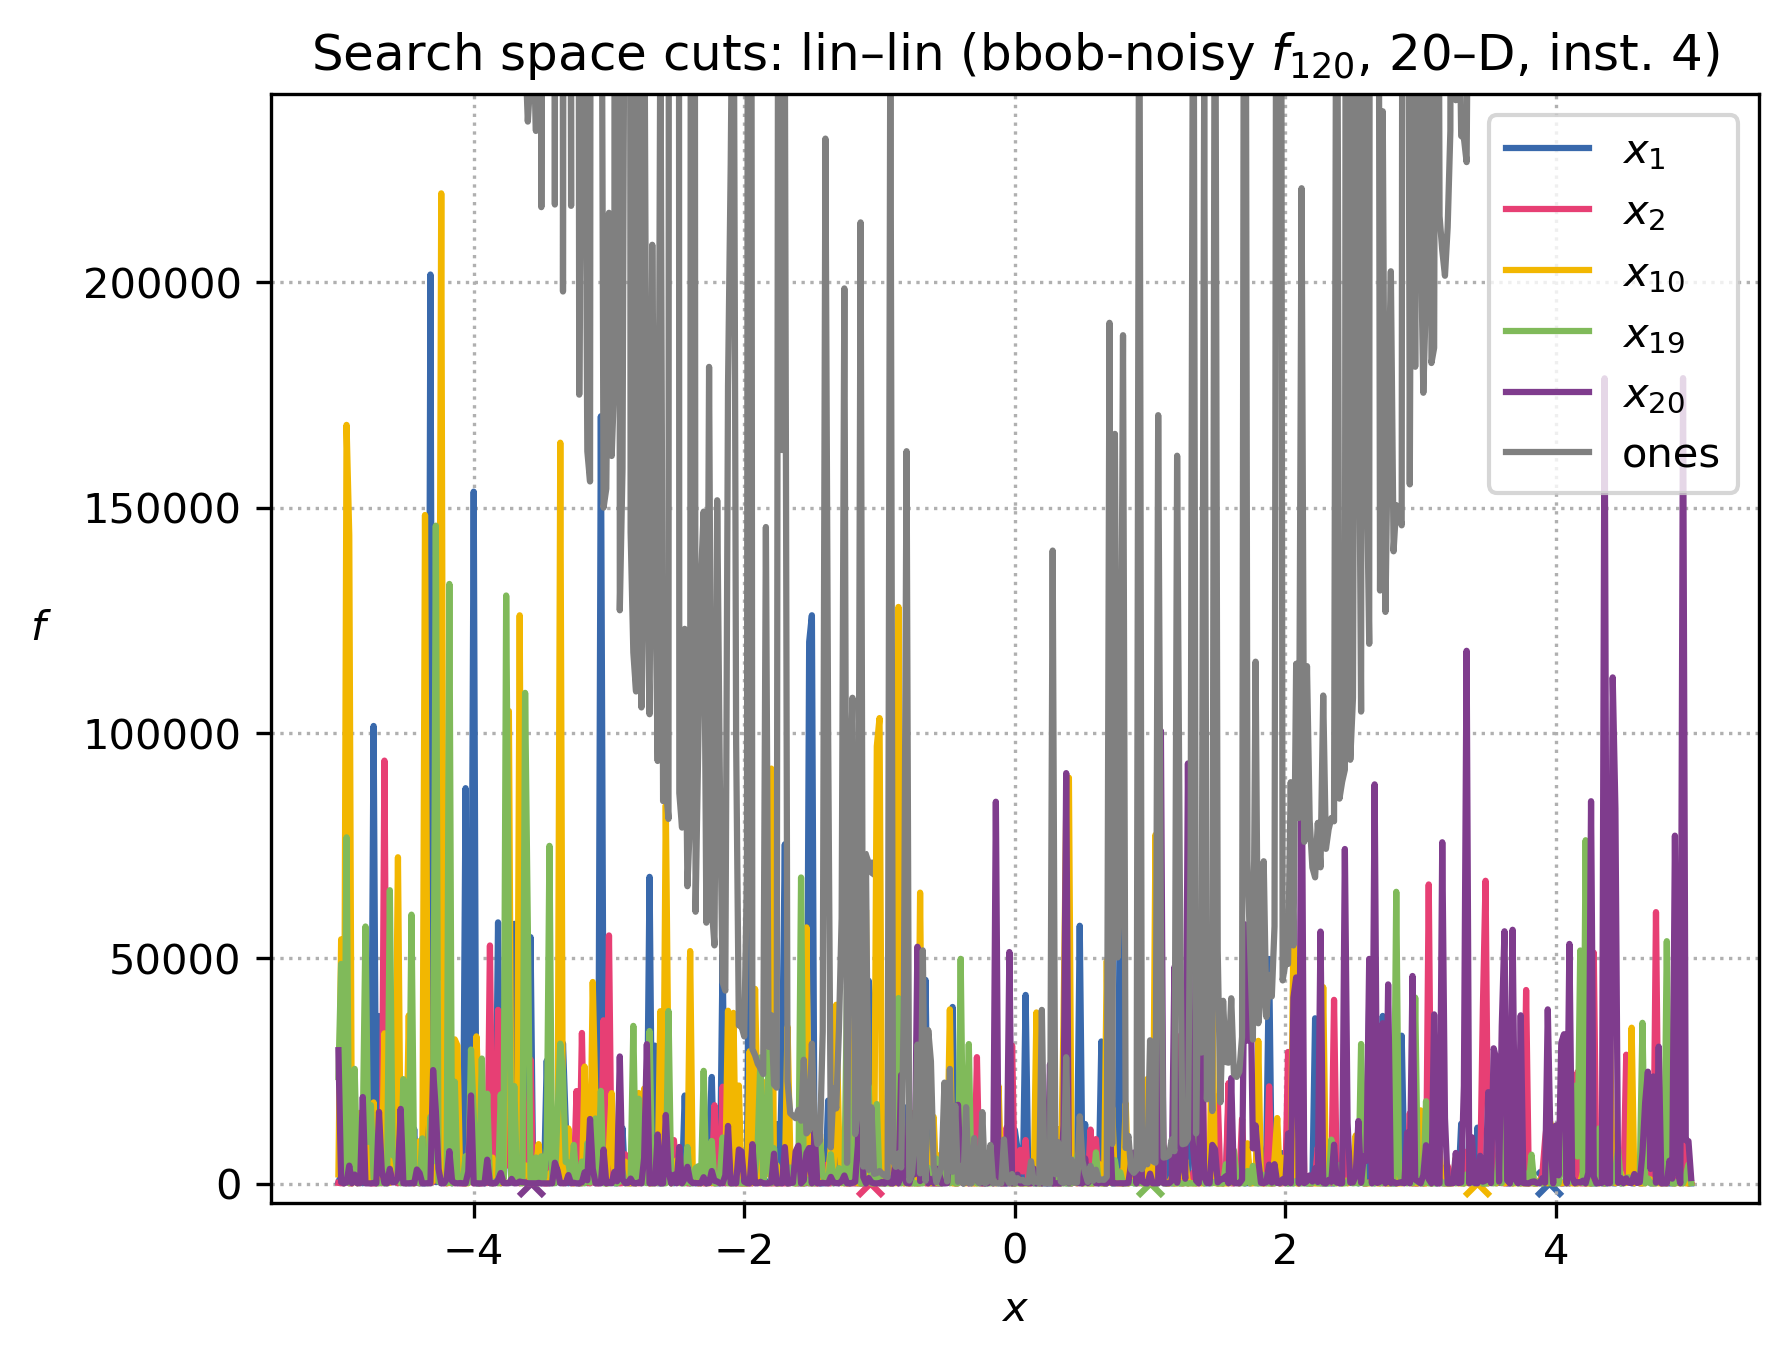 Search space cuts: lin–lin (bbob-noisy f120, 20–D, inst. 4)
x1
x2
x10
x19
x20
ones
200000
150000
100000
50000
0
f
−4 −2 0 2 4
x